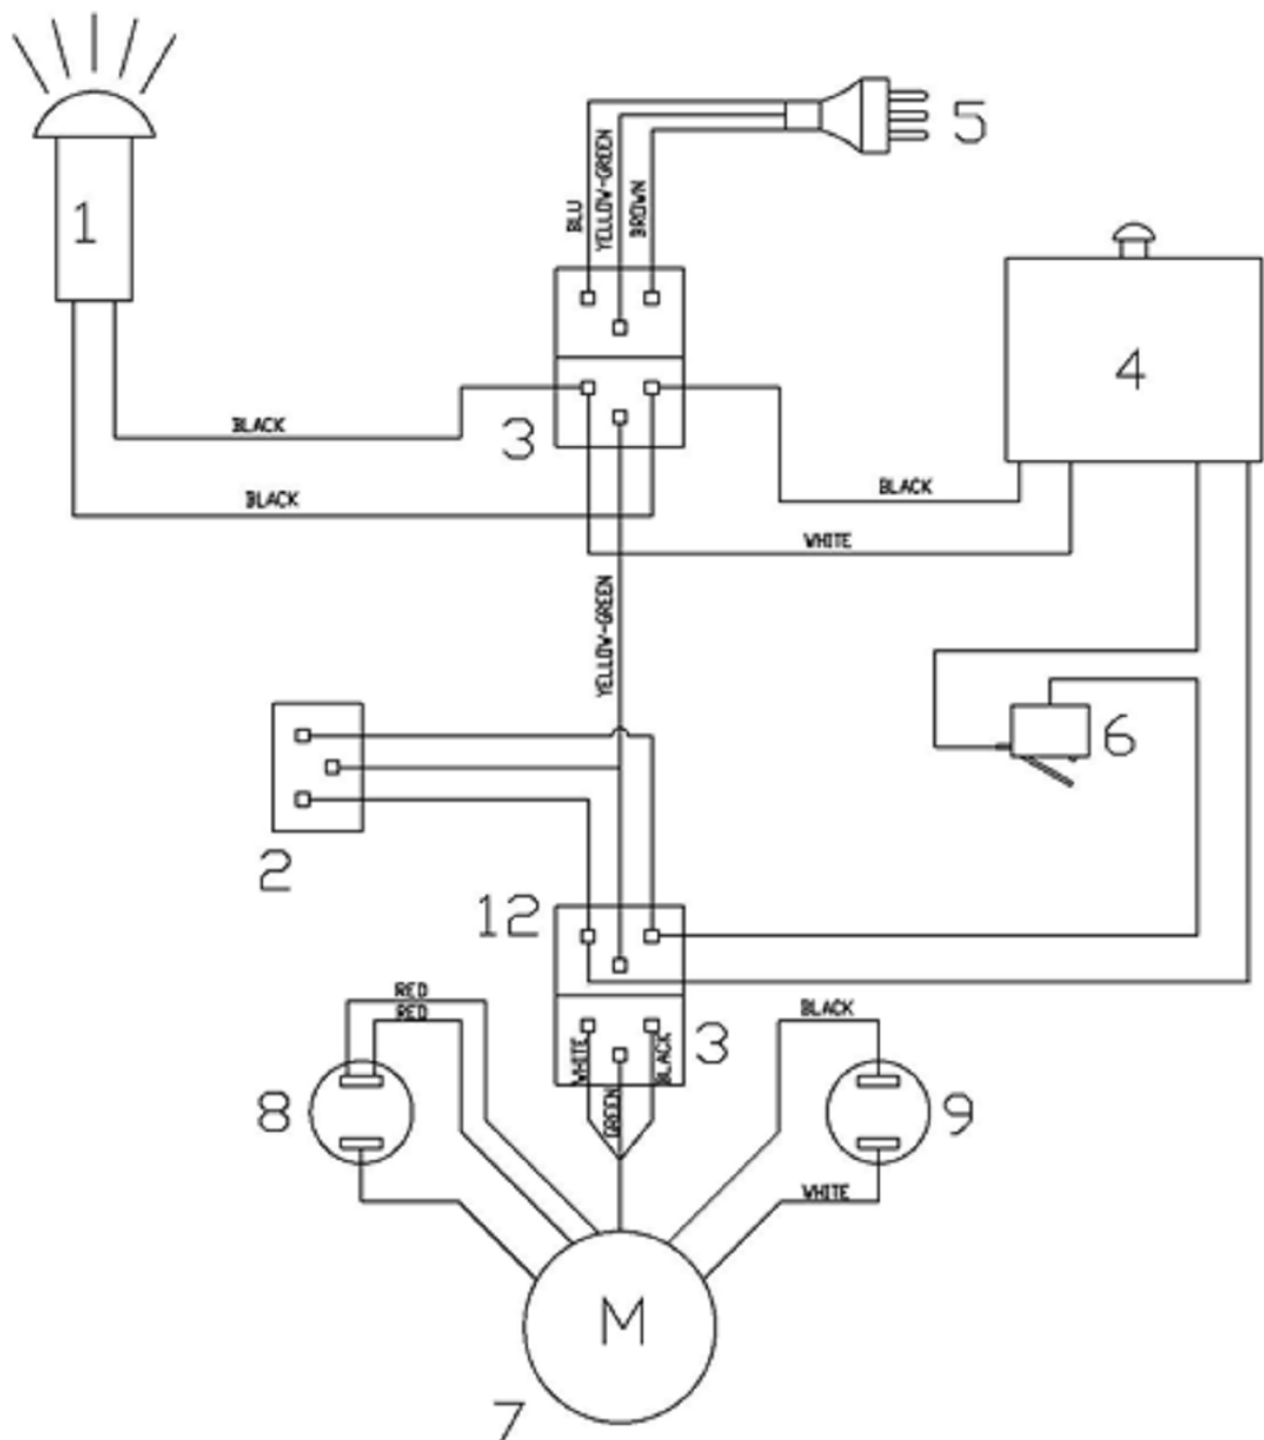 5
BLU
YELLOW-GREEN
BROWN
1
4
3
BLACK
BLACK
BLACK
WHITE
YELLOW-GREEN
6
2
12
RED
RED
WHITE
GREEN
BLACK
3
BLACK
8
9
WHITE
M
7